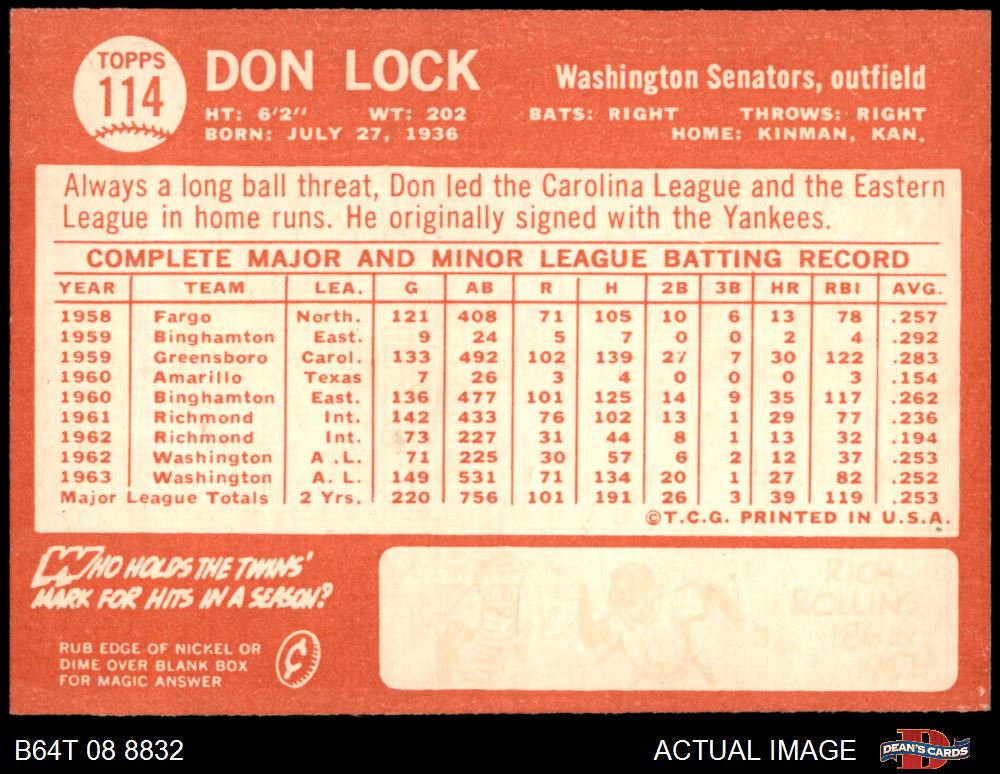 TOPPS
114
DON LOCK
Washington Senators, outfield
HT: 6'2" WT: 202 BATS: RIGHT THROWS: RIGHT
BORN: JULY 27, 1936 HOME: KINMAN, KAN.
Always a long ball threat, Don led the Carolina League and the Eastern
League in home runs. He originally signed with the Yankees.
COMPLETE MAJOR AND MINOR LEAGUE BATTING RECORD
YEAR TEAM LEA. G AB R H 2B 3B HR RBI AVG.
1958 Fargo North. 121 408 71 105 10 6 13 78 .257
1959 Binghamton East. 9 24 5 7 0 0 2 4 .292
1959 Greensboro Carol. 133 492 102 139 27 7 30 122 .283
1960 Amarillo Texas 7 26 3 4 0 0 0 3 .154
1960 Binghamton East. 136 477 101 125 14 9 35 117 .262
1961 Richmond Int. 142 433 76 102 13 1 29 77 .236
1962 Richmond Int. 73 227 31 44 8 1 13 32 .194
1962 Washington A.L. 71 225 30 57 6 2 12 37 .253
1963 Washington A.L. 149 531 71 134 20 1 27 82 .252
Major League Totals 2 Yrs. 220 756 101 191 26 3 39 119 .253
©T.C.G. PRINTED IN U.S.A.
WHO HOLDS THE TWINS'
MARK FOR HITS IN A SEASON?
RUB EDGE OF NICKEL OR
DIME OVER BLANK BOX
FOR MAGIC ANSWER
¢
RICH
ROLLINS
186 IN
B64T 08 8832
ACTUAL IMAGE
DEAN'S CARDS